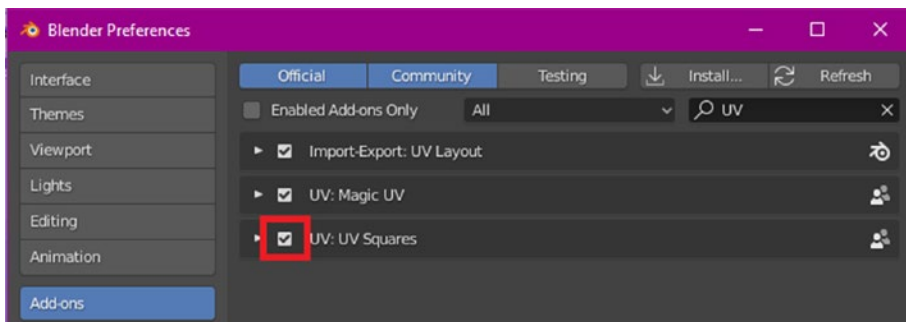 Blender Preferences
Interface
Themes
Viewport
Lights
Editing
Animation
Add-ons
Official Community Testing Install... Refresh
Enabled Add-ons Only All UV
Import-Export: UV Layout
UV: Magic UV
UV: UV Squares